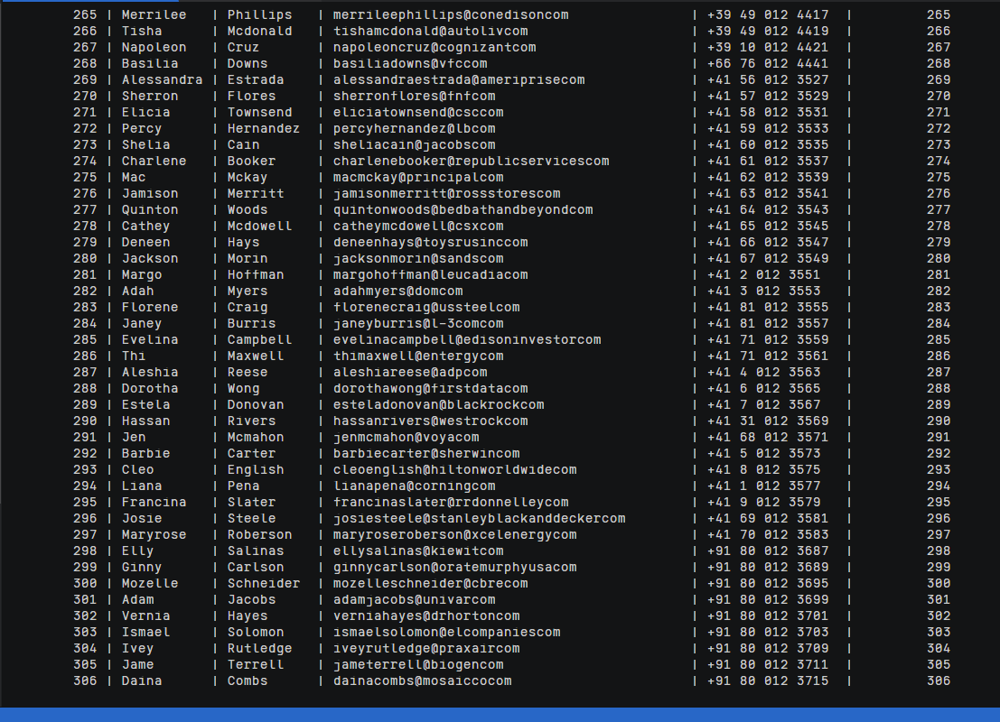 265 | Merrilee | Phillips | merrileephillips@conedisoncom | +39 49 012 4417 | 265
266 | Tisha | Mcdonald | tishamcdonald@autolivcom | +39 49 012 4419 | 266
267 | Napoleon | Cruz | napoleoncruz@cognizantcom | +39 10 012 4421 | 267
268 | Basilia | Downs | basiliadowns@vfccom | +66 76 012 4441 | 268
269 | Alessandra | Estrada | alessandraestrada@ameriprisecom | +41 56 012 3527 | 269
270 | Sherron | Flores | sherronflores@fnfcom | +41 57 012 3529 | 270
271 | Elicia | Townsend | eliciatownsend@csccom | +41 58 012 3531 | 271
272 | Percy | Hernandez | percyhernandez@lbcom | +41 59 012 3533 | 272
273 | Shelia | Cain | sheliacain@jacobscom | +41 60 012 3535 | 273
274 | Charlene | Booker | charlenebooker@republicservicescom | +41 61 012 3537 | 274
275 | Mac | Mckay | macmckay@principalcom | +41 62 012 3539 | 275
276 | Jamison | Merritt | jamisonmerritt@rossstorescom | +41 63 012 3541 | 276
277 | Quinton | Woods | quintonwoods@bedbathandbeyondcom | +41 64 012 3543 | 277
278 | Cathey | Mcdowell | catheymcdowell@csxcom | +41 65 012 3545 | 278
279 | Deneen | Hays | deneenhays@toysrusinccom | +41 66 012 3547 | 279
280 | Jackson | Morin | jacksonmorin@sandscom | +41 67 012 3549 | 280
281 | Margo | Hoffman | margohoffman@leucadiacom | +41 2 012 3551 | 281
282 | Adah | Myers | adahmyers@domcom | +41 3 012 3553 | 282
283 | Florene | Craig | florenecraig@ussteelcom | +41 81 012 3555 | 283
284 | Janey | Burris | janeyburris@l-3comcom | +41 81 012 3557 | 284
285 | Evelina | Campbell | evelinacampbell@edisoninvestorcom | +41 71 012 3559 | 285
286 | Thi | Maxwell | thimaxwell@entergycom | +41 71 012 3561 | 286
287 | Aleshia | Reese | aleshiareese@adpcom | +41 4 012 3563 | 287
288 | Dorotha | Wong | dorothawong@firstdatacom | +41 6 012 3565 | 288
289 | Estela | Donovan | esteladonovan@blackrockcom | +41 7 012 3567 | 289
290 | Hassan | Rivers | hassanrivers@westrockcom | +41 31 012 3569 | 290
291 | Jen | Mcmahon | jenmcmahon@voyacom | +41 68 012 3571 | 291
292 | Barbie | Carter | barbiecarter@sherwincom | +41 5 012 3573 | 292
293 | Cleo | English | cleoenglish@hiltonworldwidecom | +41 8 012 3575 | 293
294 | Liana | Pena | lianapena@corningcom | +41 1 012 3577 | 294
295 | Francina | Slater | francinaslater@rrdonnelleycom | +41 9 012 3579 | 295
296 | Josie | Steele | josiesteele@stanleyblackanddeckercom | +41 69 012 3581 | 296
297 | Maryrose | Roberson | maryroseroberson@xcelenergycom | +41 70 012 3583 | 297
298 | Elly | Salinas | ellysalinas@kiewitcom | +91 80 012 3687 | 298
299 | Ginny | Carlson | ginnycarlson@oratemurphyusacom | +91 80 012 3689 | 299
300 | Mozelle | Schneider | mozelleschneider@cbrecom | +91 80 012 3695 | 300
301 | Adam | Jacobs | adamjacobs@univarcom | +91 80 012 3699 | 301
302 | Vernia | Hayes | verniahayes@drhortoncom | +91 80 012 3701 | 302
303 | Ismael | Solomon | ismaelsolomon@elcompaniescom | +91 80 012 3703 | 303
304 | Ivey | Rutledge | iveyrutledge@praxaircom | +91 80 012 3709 | 304
305 | Jame | Terrell | jameterrell@biogencom | +91 80 012 3711 | 305
306 | Daina | Combs | dainacombs@mosaiccocom | +91 80 012 3715 | 306